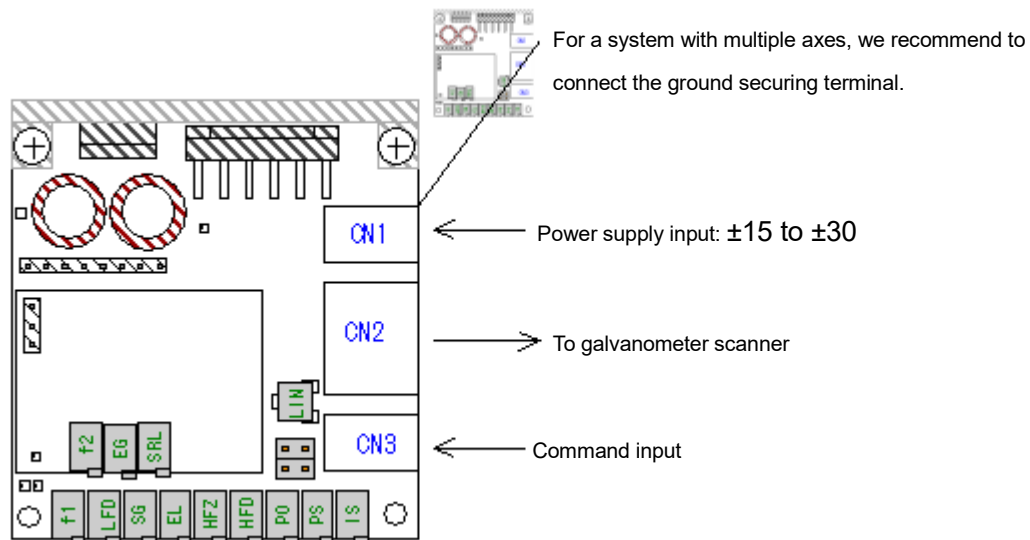 For a system with multiple axes, we recommend to
connect the ground securing terminal.
CN1
Power supply input: ±15 to ±30
CN2
To galvanometer scanner
LIN
CN3
Command input
f2
EG
SRL
f1
LFD
SG
EL
HFZ
HFD
PO
PS
IS